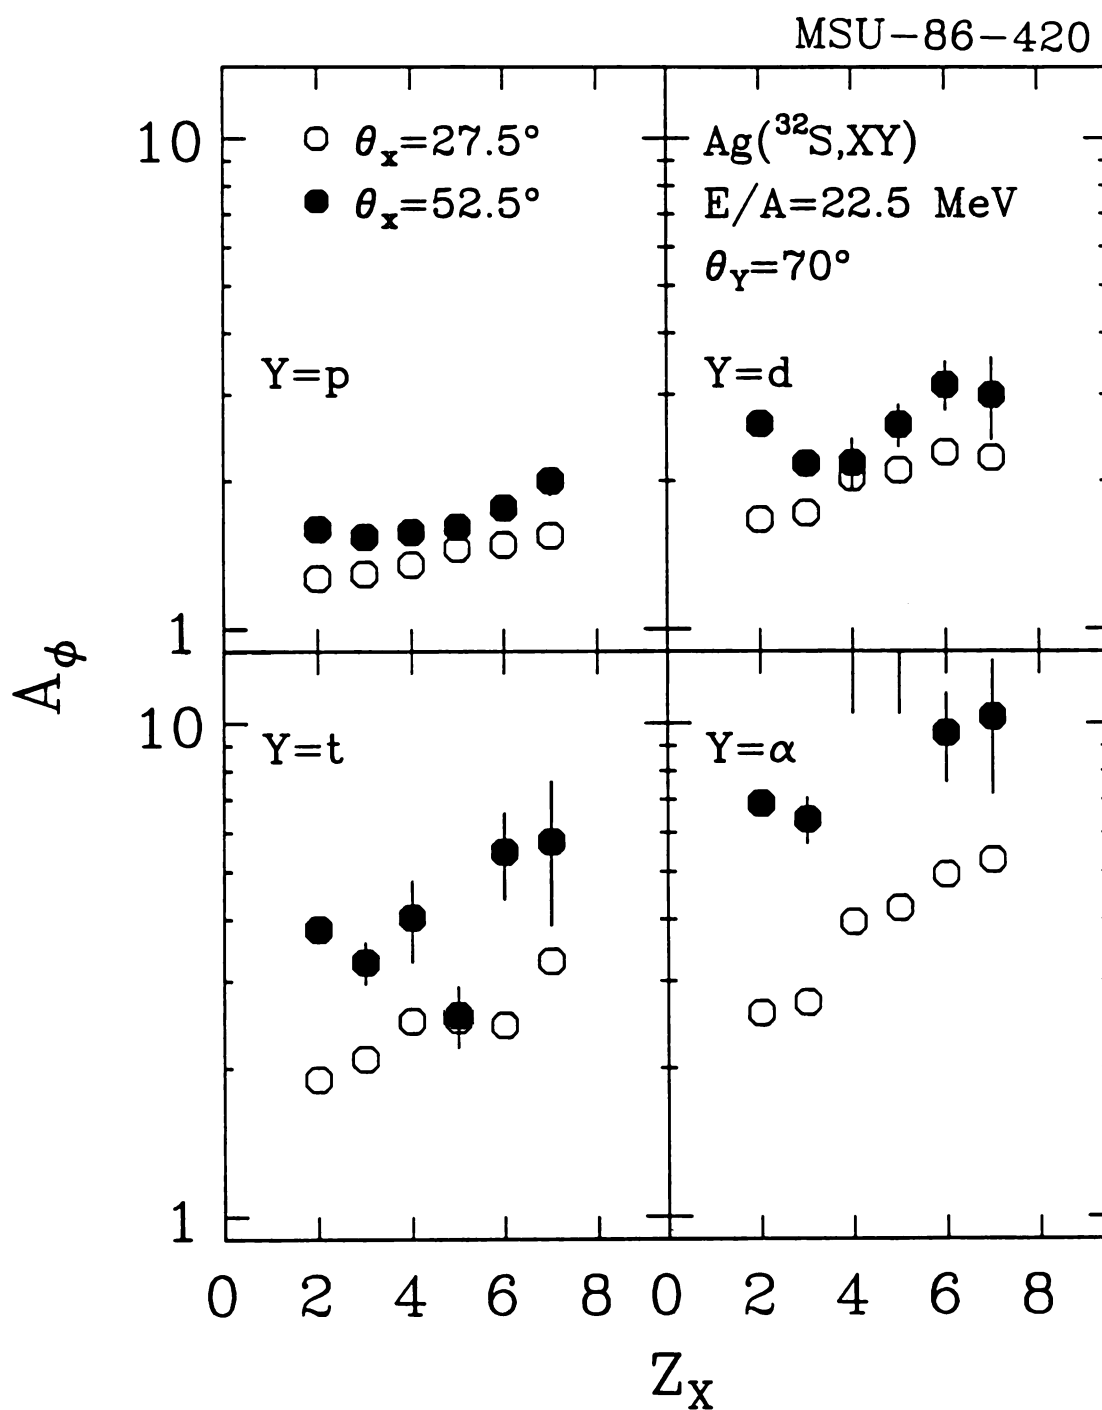 MSU-86-420
10
θx=27.5°
θx=52.5°
Y=p
1
Ag(³²S,XY)
E/A=22.5 MeV
θY=70°
Y=d
Aϕ
10
Y=t
1
Y=α
0 2 4 6 8 0 2 4 6 8
ZX